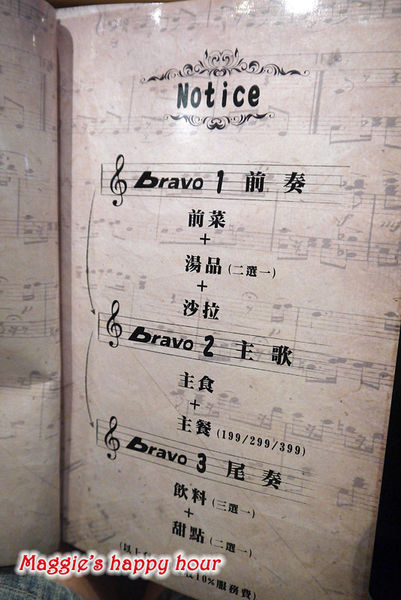 Notice
bravo 1 前奏
前菜
+
湯品 (二選一)
+
沙拉
bravo 2 主歌
主食
+
主餐 (199/299/399)
bravo 3 尾奏
飲料 (三選一)
+
甜點 (二選一)
(以上 10%服務費)
Maggie's happy hour